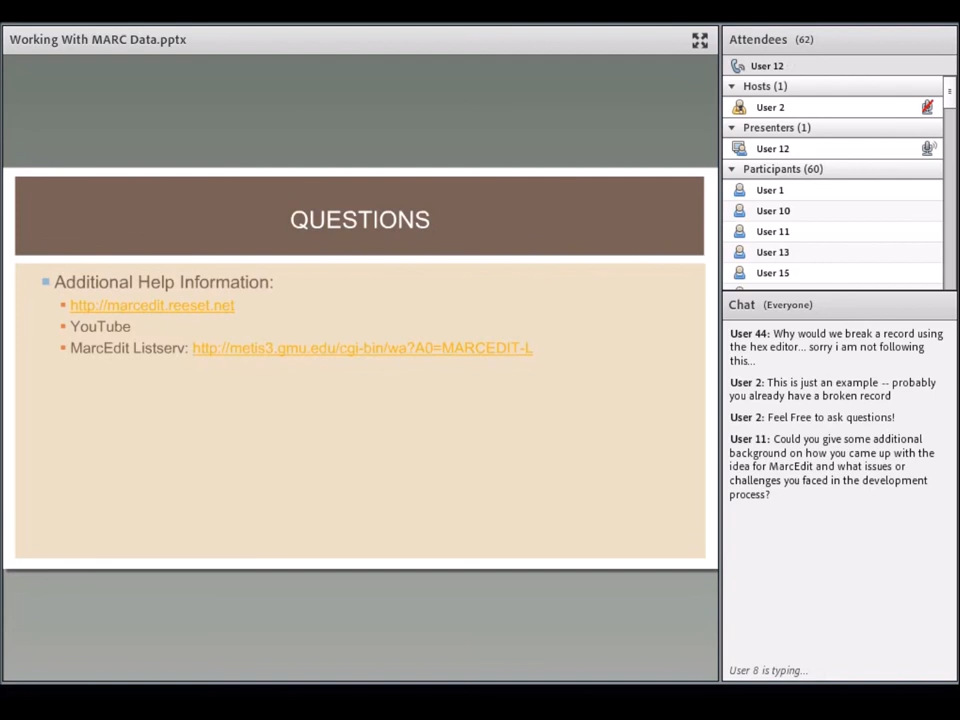 Working With MARC Data.pptx
QUESTIONS
Additional Help Information:
http://marcedit.reeset.net
YouTube
MarcEdit Listserv: http://metis3.gmu.edu/cgi-bin/wa?A0=MARCEDIT-L
Attendees (62)
User 12
Hosts (1)
User 2
Presenters (1)
User 12
Participants (60)
User 1
User 10
User 11
User 13
User 15
Chat (Everyone)
User 44: Why would we break a record using
the hex editor... sorry i am not following
this...
User 2: This is just an example -- probably
you already have a broken record
User 2: Feel Free to ask questions!
User 11: Could you give some additional
background on how you came up with the
idea for MarcEdit and what issues or
challenges you faced in the development
process?
User 8 is typing...